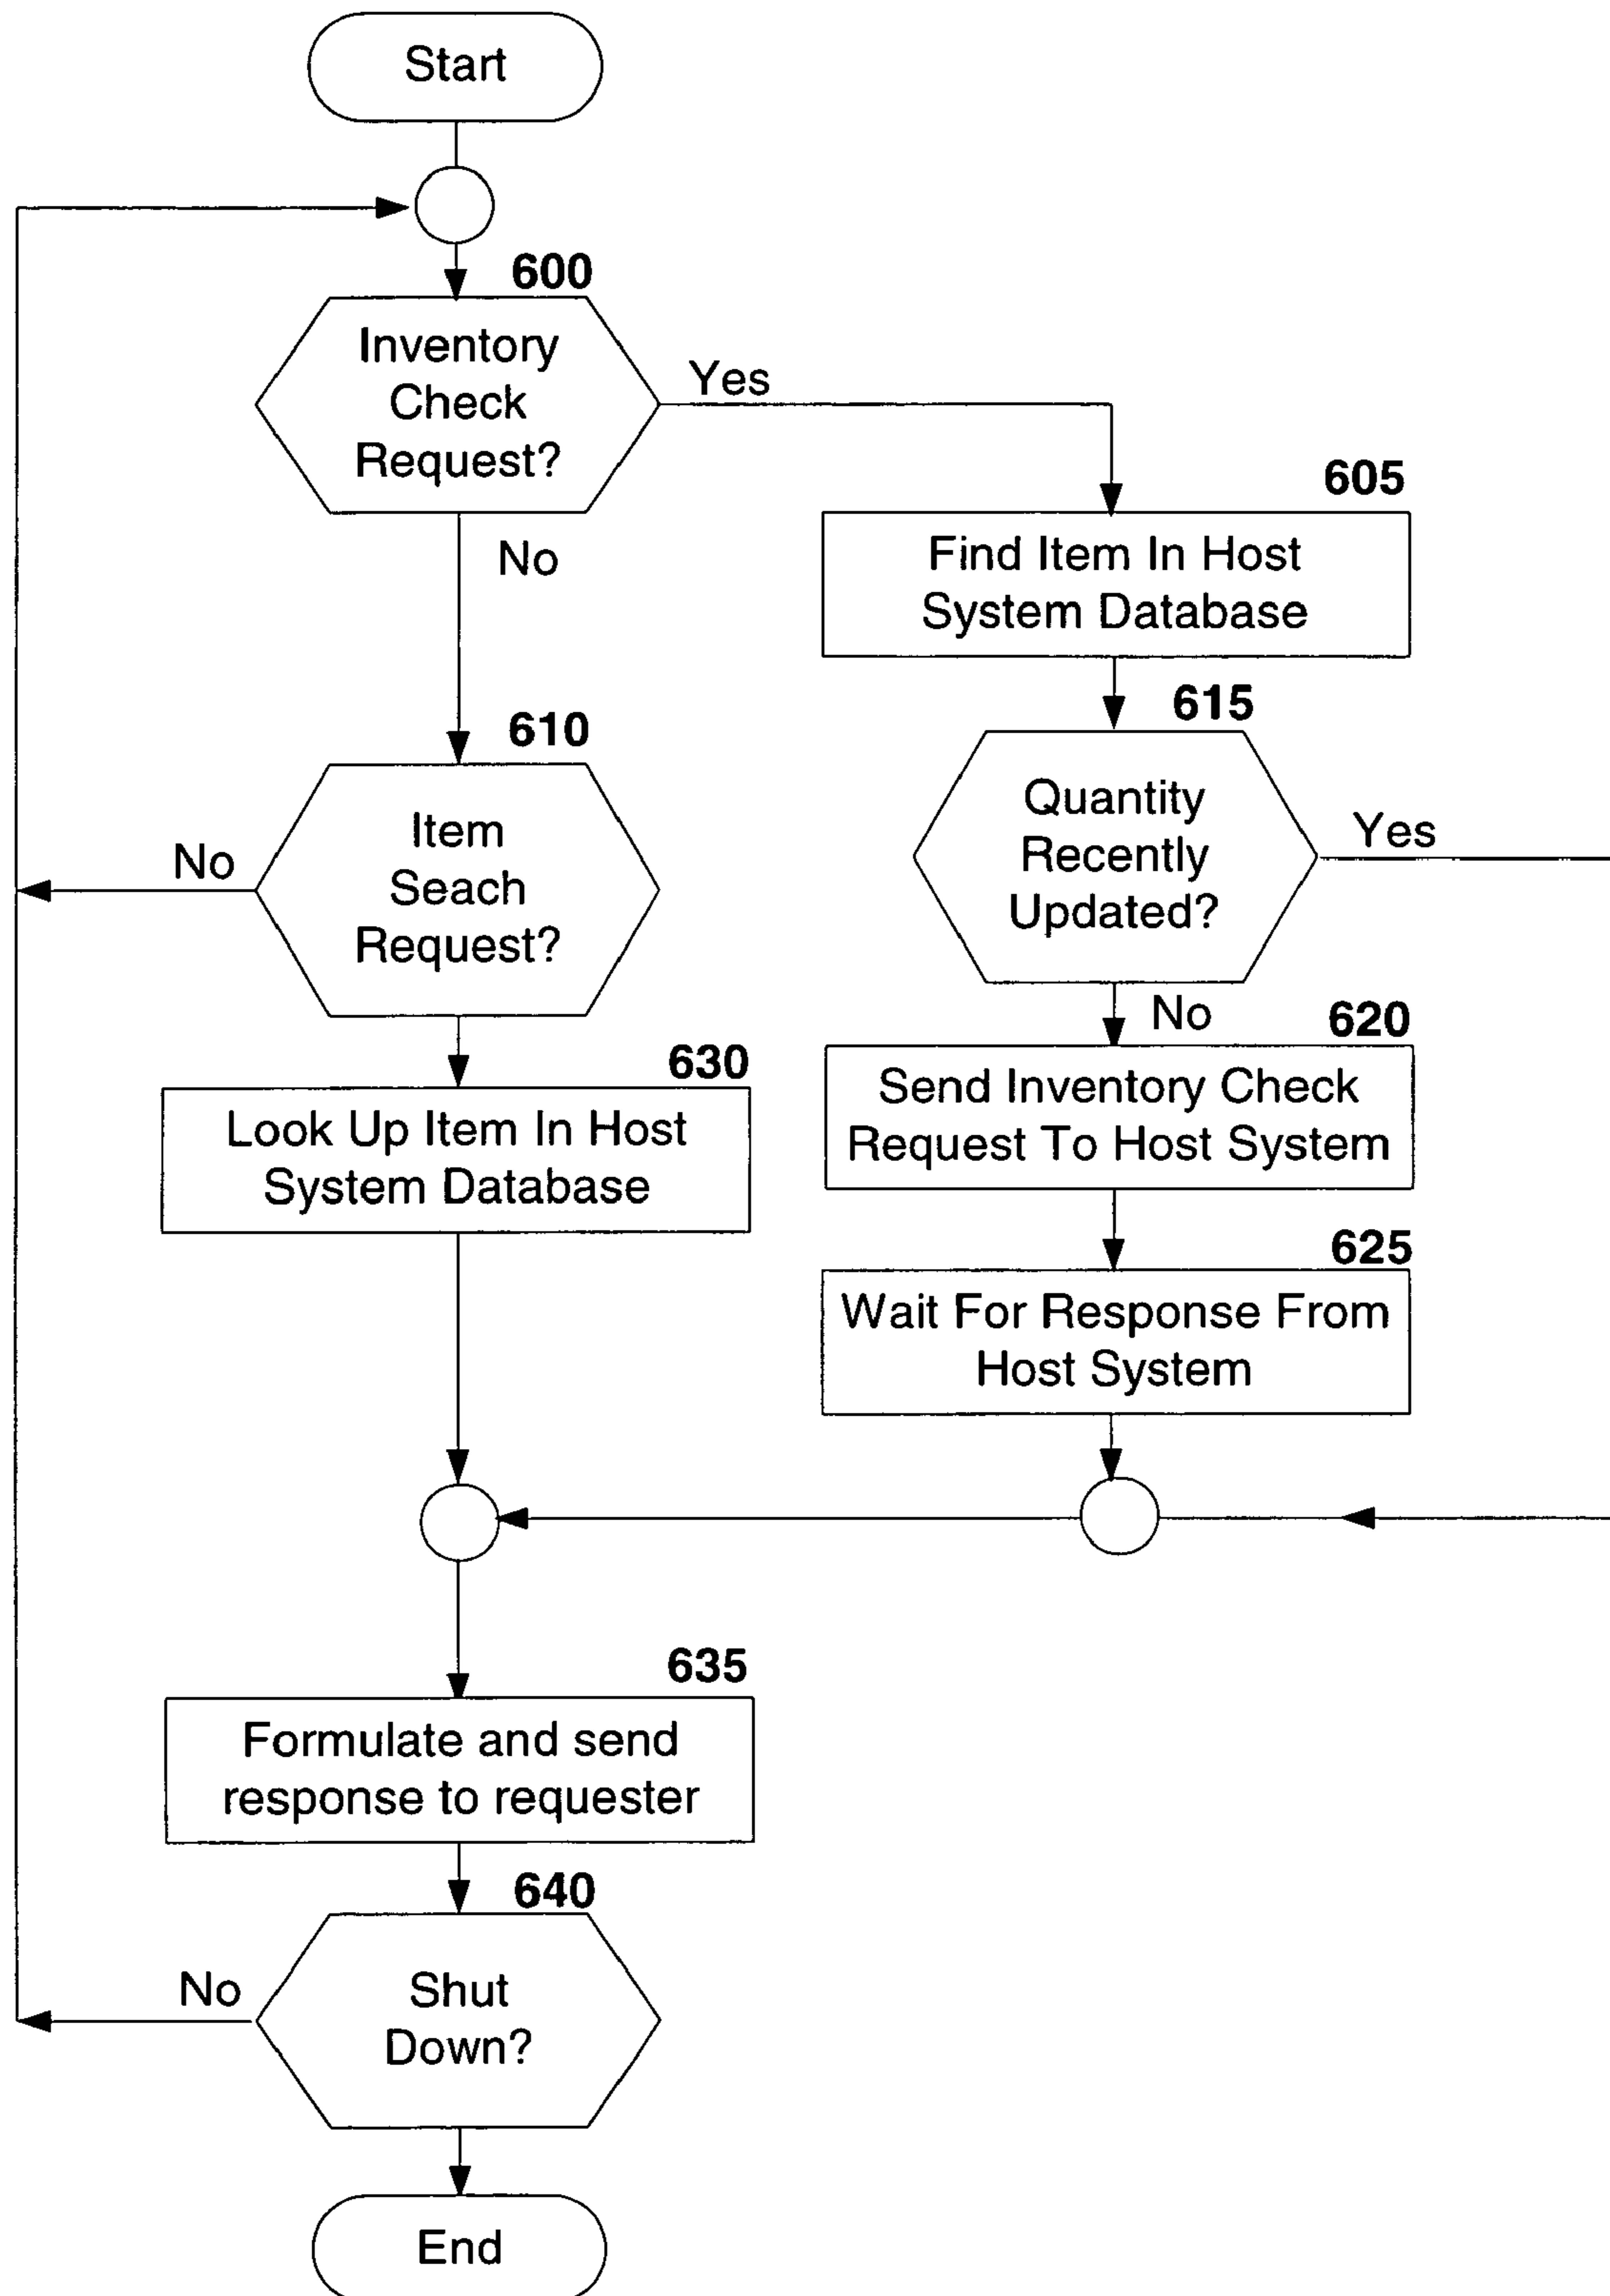 Start
600
Inventory
Check
Request?
Yes
No
605
Find Item In Host
System Database
615
Quantity
Recently
Updated?
Yes
No
610
Item
Seach
Request?
No
620
Send Inventory Check
Request To Host System
630
Look Up Item In Host
System Database
625
Wait For Response From
Host System
635
Formulate and send
response to requester
640
Shut
Down?
No
End